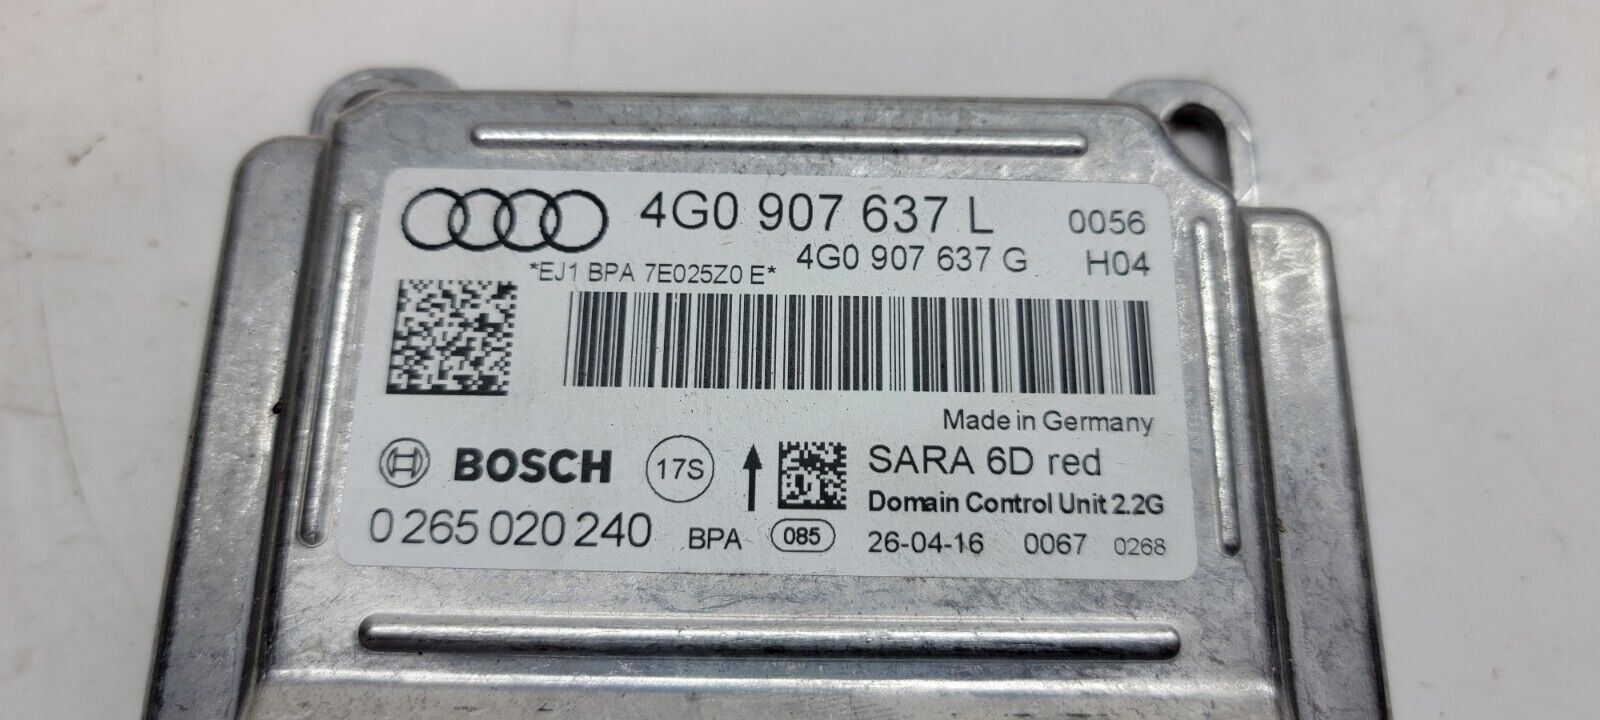 4G0 907 637 L 0056
4G0 907 637 G H04
*EJ1 BPA 7E025Z0 E*
Made in Germany
BOSCH 17S SARA 6D red
Domain Control Unit 2.2G
0 265 020 240 BPA 085 26-04-16 0067 0268